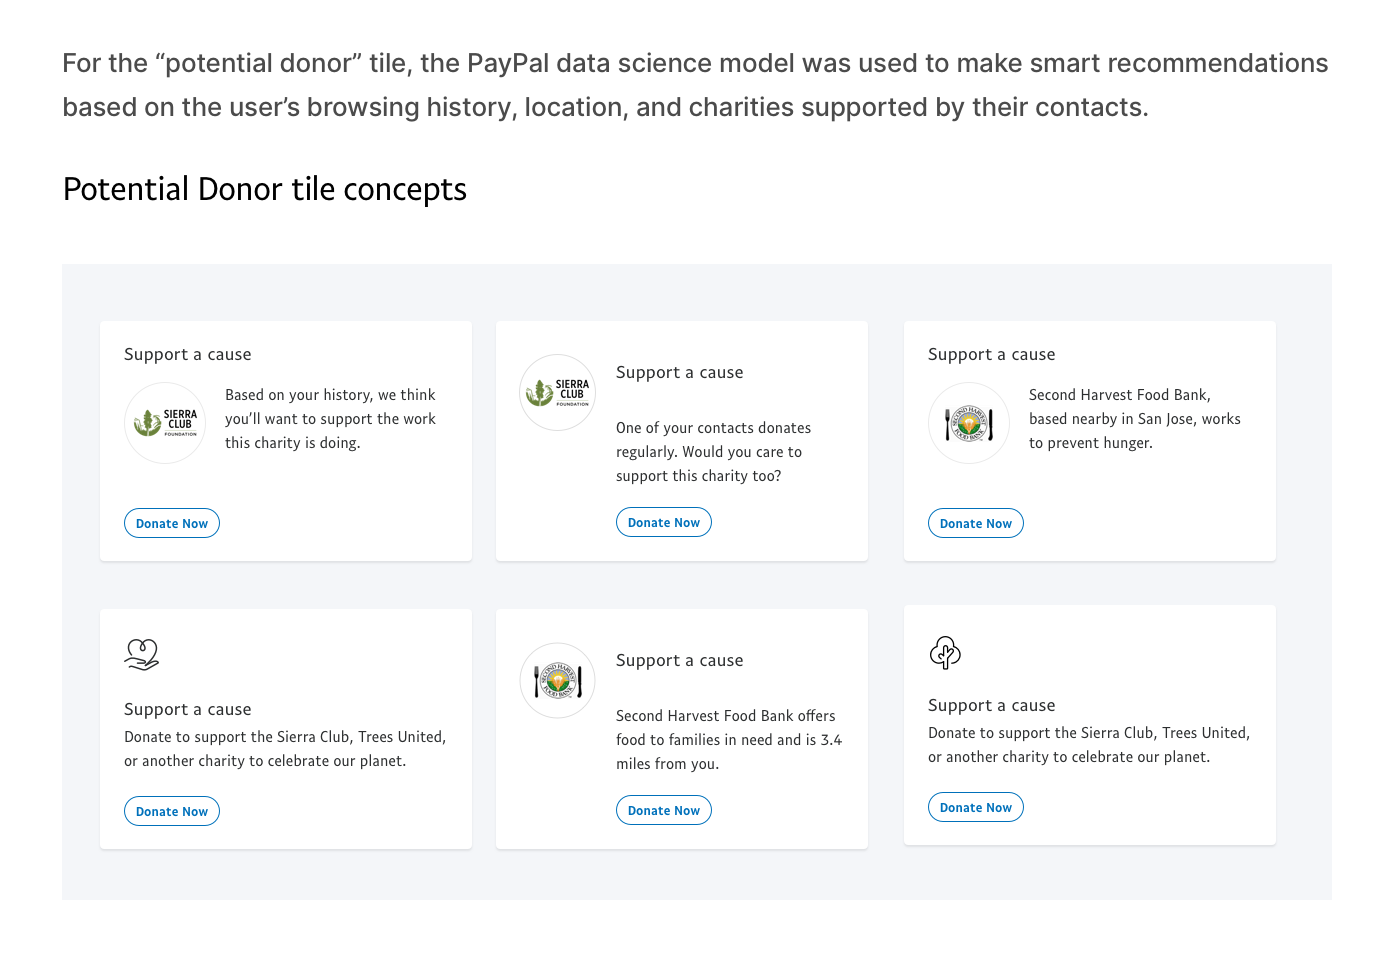 For the “potential donor” tile, the PayPal data science model was used to make smart recommendations
based on the user’s browsing history, location, and charities supported by their contacts.
Potential Donor tile concepts
Support a cause
SIERRA
CLUB
FOUNDATION
Based on your history, we think
you’ll want to support the work
this charity is doing.
Donate Now
SIERRA
CLUB
FOUNDATION
Support a cause
One of your contacts donates
regularly. Would you care to
support this charity too?
Donate Now
Support a cause
SECOND HARVEST
FOOD BANK
Second Harvest Food Bank,
based nearby in San Jose, works
to prevent hunger.
Donate Now
Support a cause
Donate to support the Sierra Club, Trees United,
or another charity to celebrate our planet.
Donate Now
SECOND HARVEST
FOOD BANK
Support a cause
Second Harvest Food Bank offers
food to families in need and is 3.4
miles from you.
Donate Now
Support a cause
Donate to support the Sierra Club, Trees United,
or another charity to celebrate our planet.
Donate Now